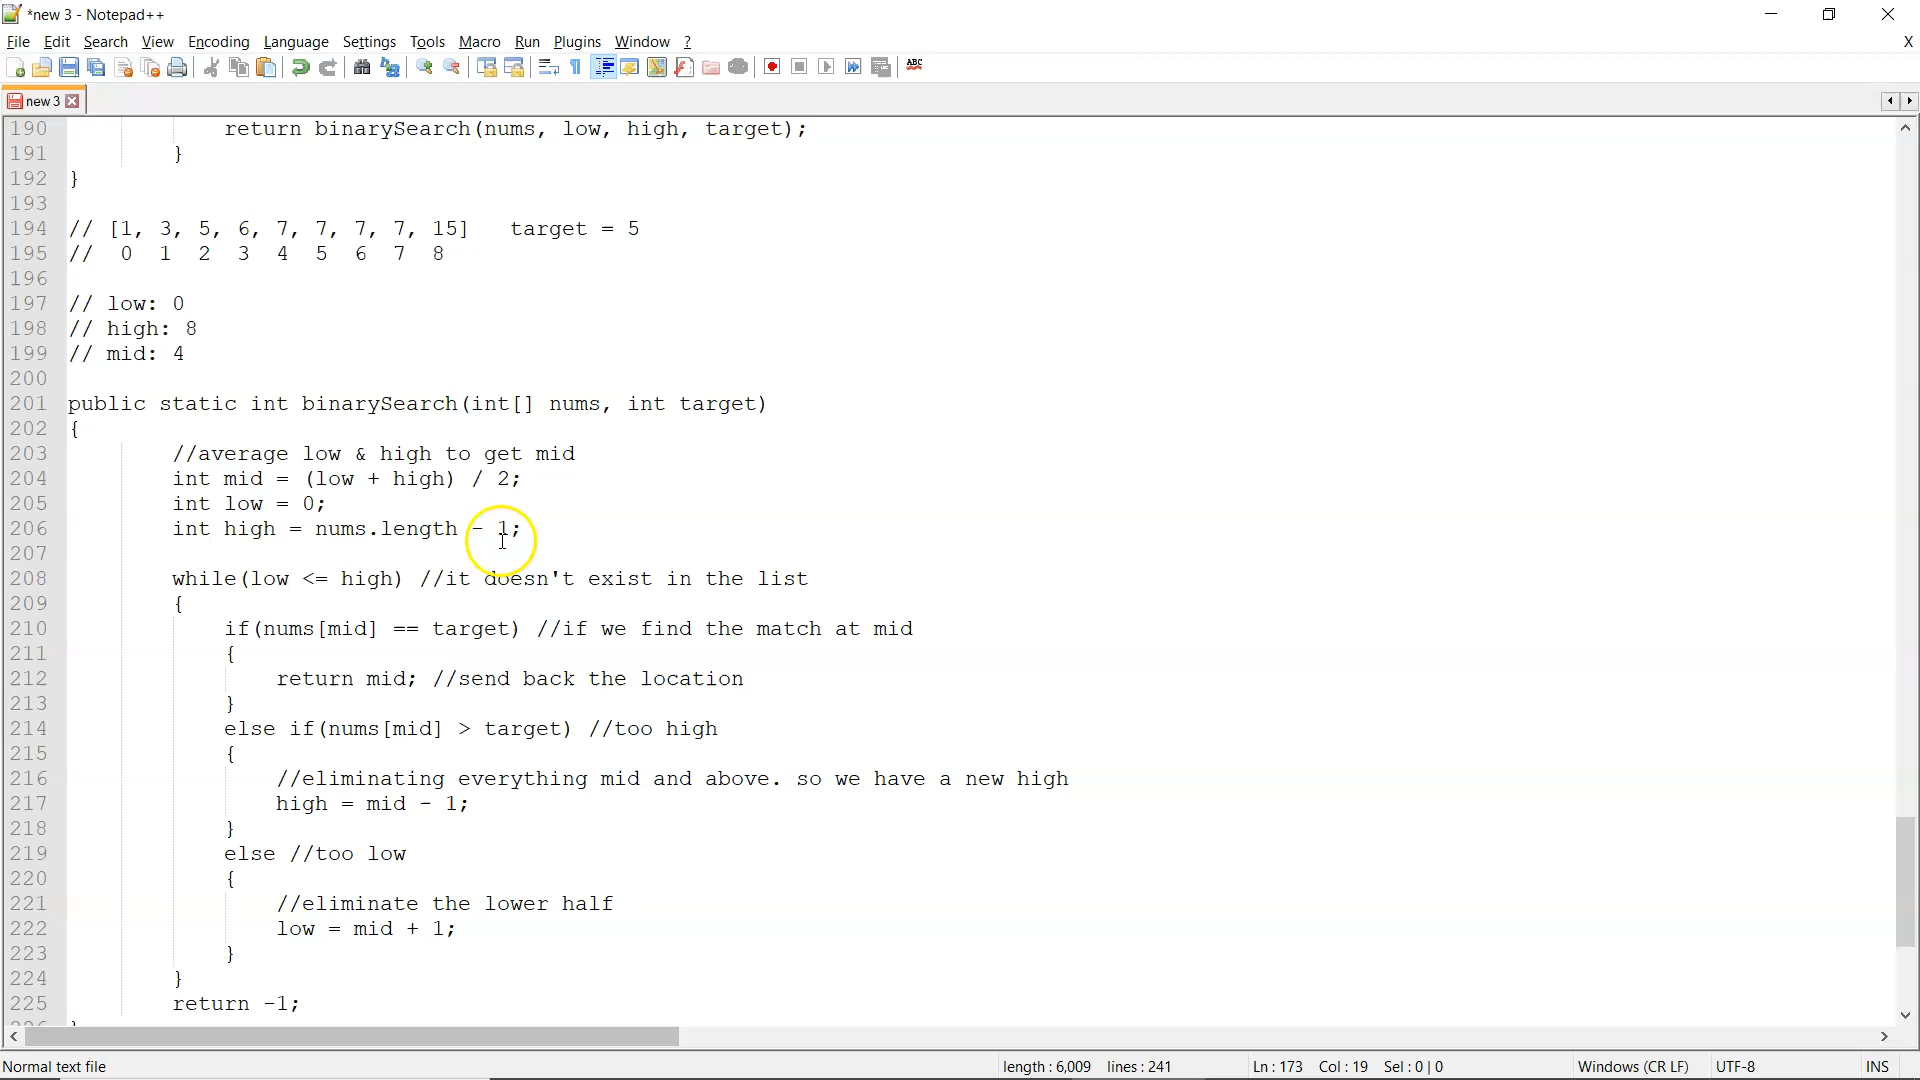 *new 3 - Notepad++
File Edit Search View Encoding Language Settings Tools Macro Run Plugins Window ? X
ABC
new 3
190 return binarySearch(nums, low, high, target);
191 }
192 }
193
194 // [1, 3, 5, 6, 7, 7, 7, 7, 15] target = 5
195 // 0 1 2 3 4 5 6 7 8
196
197 // low: 0
198 // high: 8
199 // mid: 4
200
201 public static int binarySearch(int[] nums, int target)
202 {
203 //average low & high to get mid
204 int mid = (low + high) / 2;
205 int low = 0;
206 int high = nums.length - 1;
207
208 while(low <= high) //it doesn't exist in the list
209 {
210 if(nums[mid] == target) //if we find the match at mid
211 {
212 return mid; //send back the location
213 }
214 else if(nums[mid] > target) //too high
215 {
216 //eliminating everything mid and above. so we have a new high
217 high = mid - 1;
218 }
219 else //too low
220 {
221 //eliminate the lower half
222 low = mid + 1;
223 }
224 }
225 return -1;
Normal text file length : 6,009 lines : 241 Ln : 173 Col : 19 Sel : 0 | 0 Windows (CR LF) UTF-8 INS